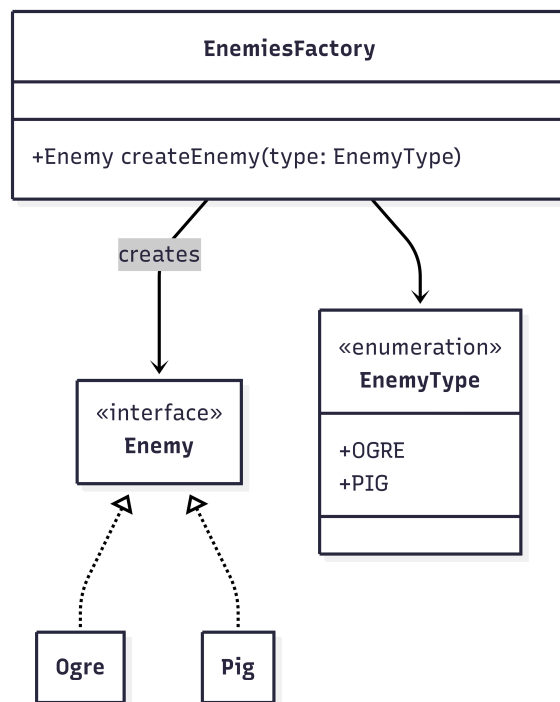 EnemiesFactory
+Enemy createEnemy(type: EnemyType)
creates
«enumeration»
EnemyType
+OGRE
+PIG
«interface»
Enemy
Ogre
Pig